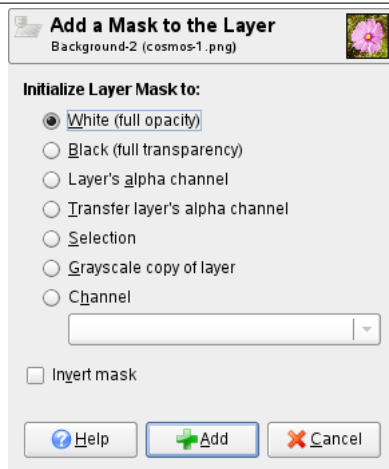 Add a Mask to the Layer
Background-2 (cosmos-1.png)
Initialize Layer Mask to:
White (full opacity)
Black (full transparency)
Layer's alpha channel
Transfer layer's alpha channel
Selection
Grayscale copy of layer
Channel
Invert mask
Help Add Cancel